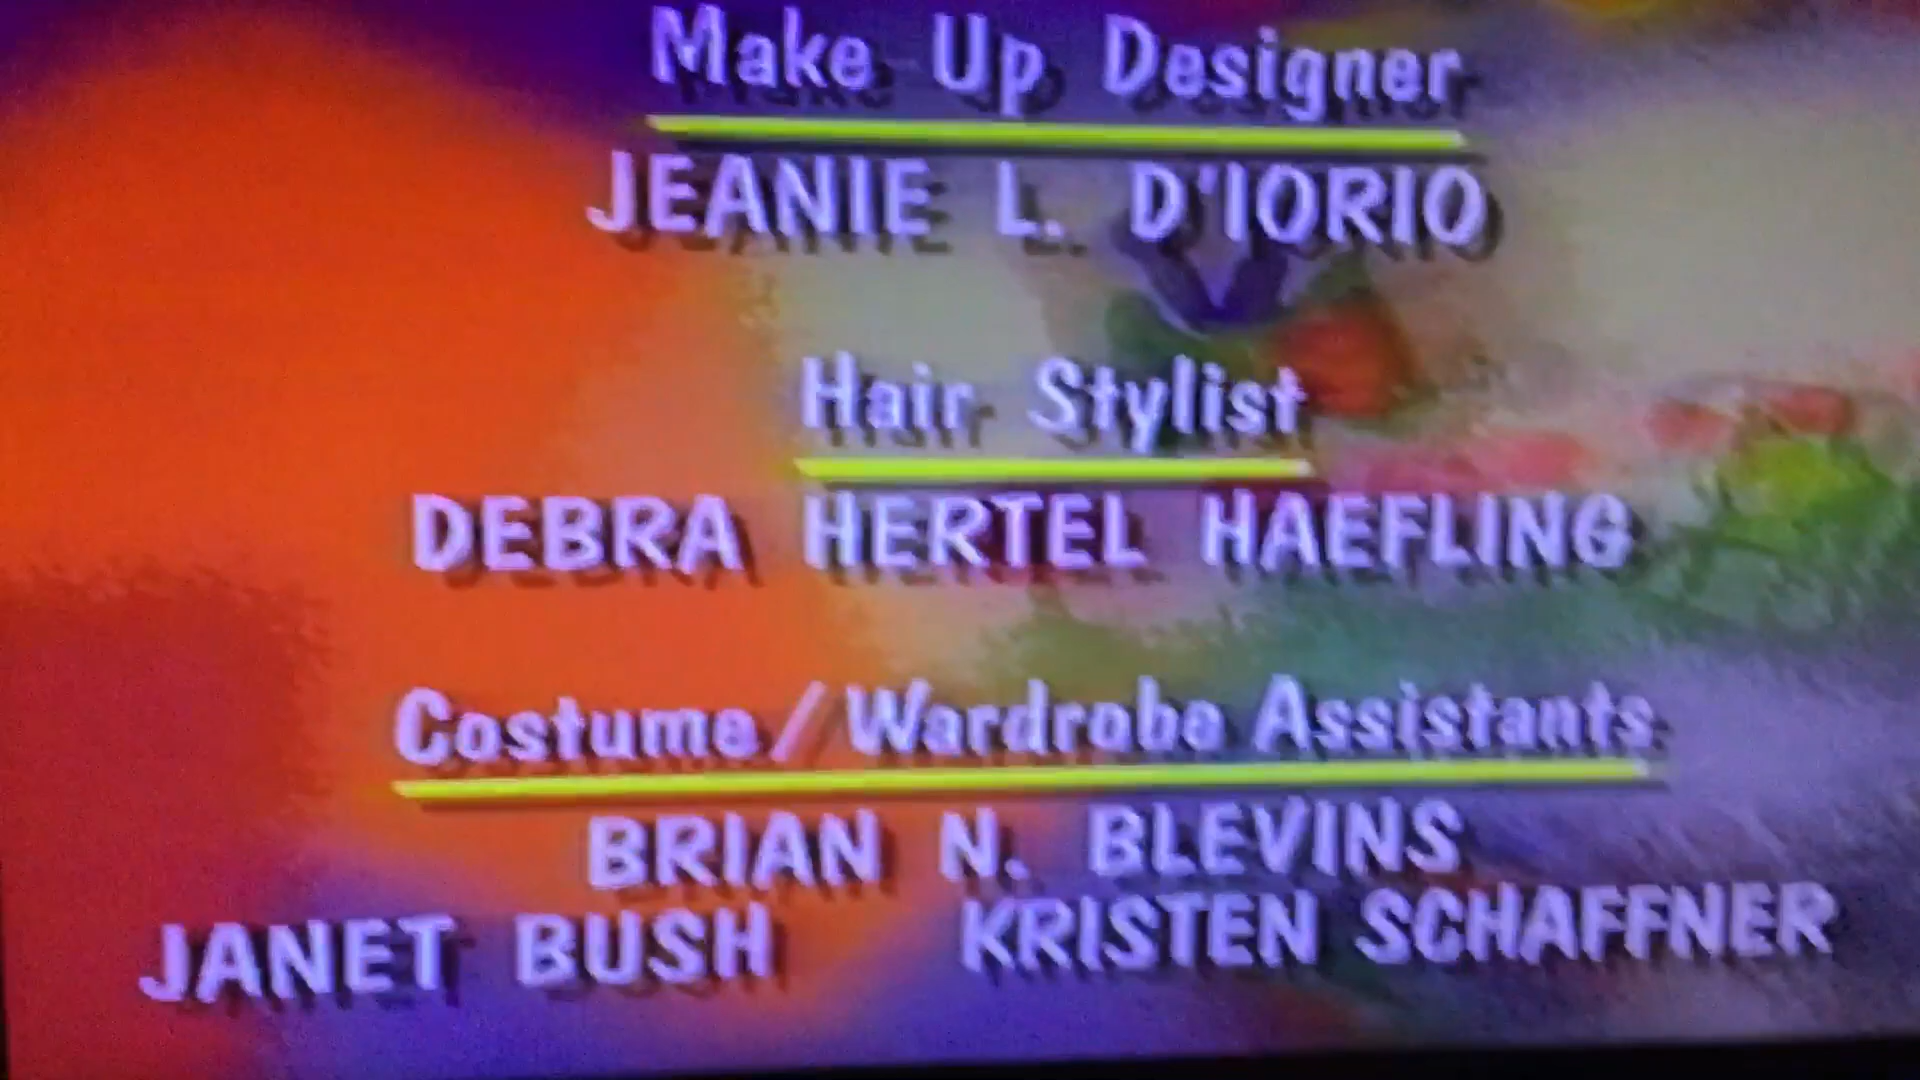 Make Up Designer
JEANIE L. D'IORIO
Hair Stylist
DEBRA HERTEL HAEFLING
Costume/Wardrobe Assistants
BRIAN N. BLEVINS
JANET BUSH KRISTEN SCHAFFNER